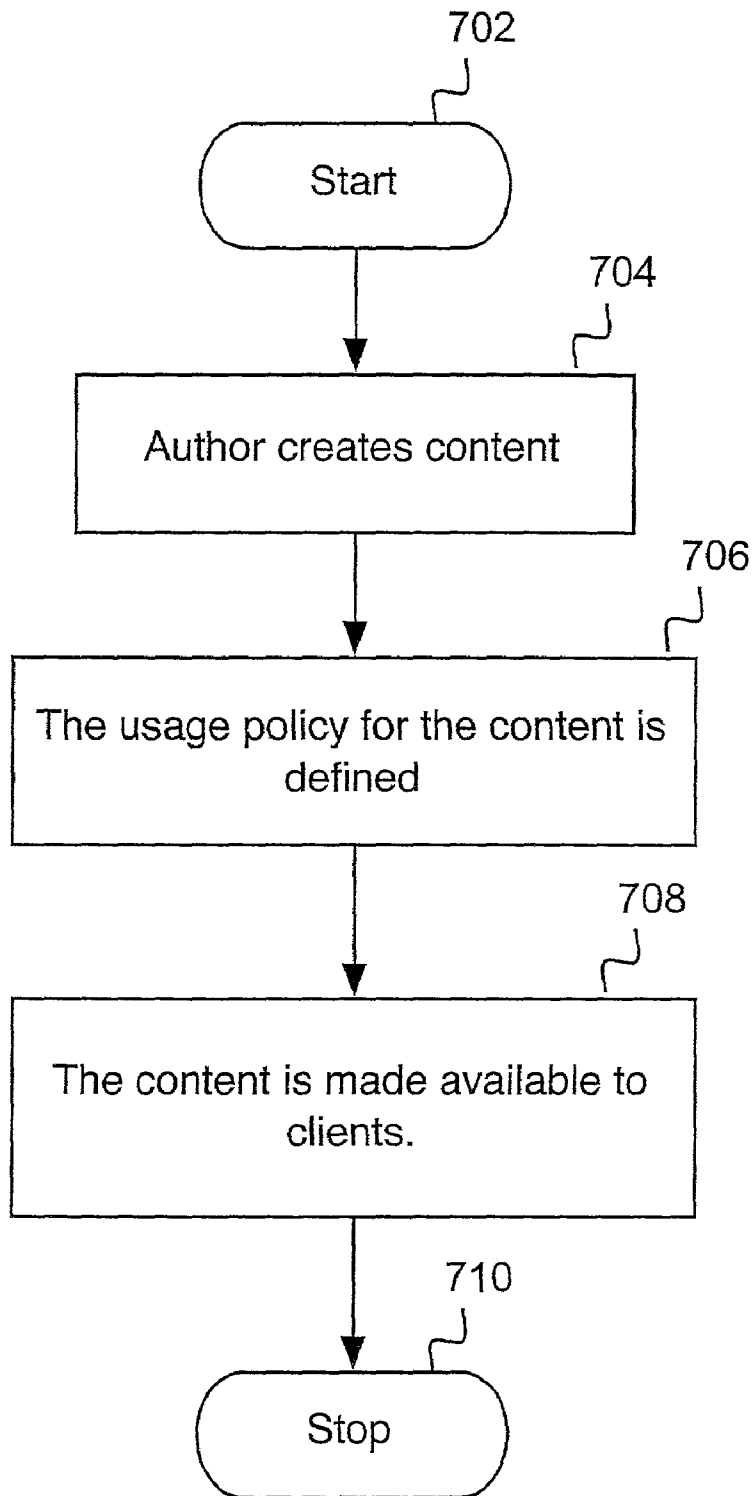 702
Start
704
Author creates content
706
The usage policy for the content is
defined
708
The content is made available to
clients.
710
Stop